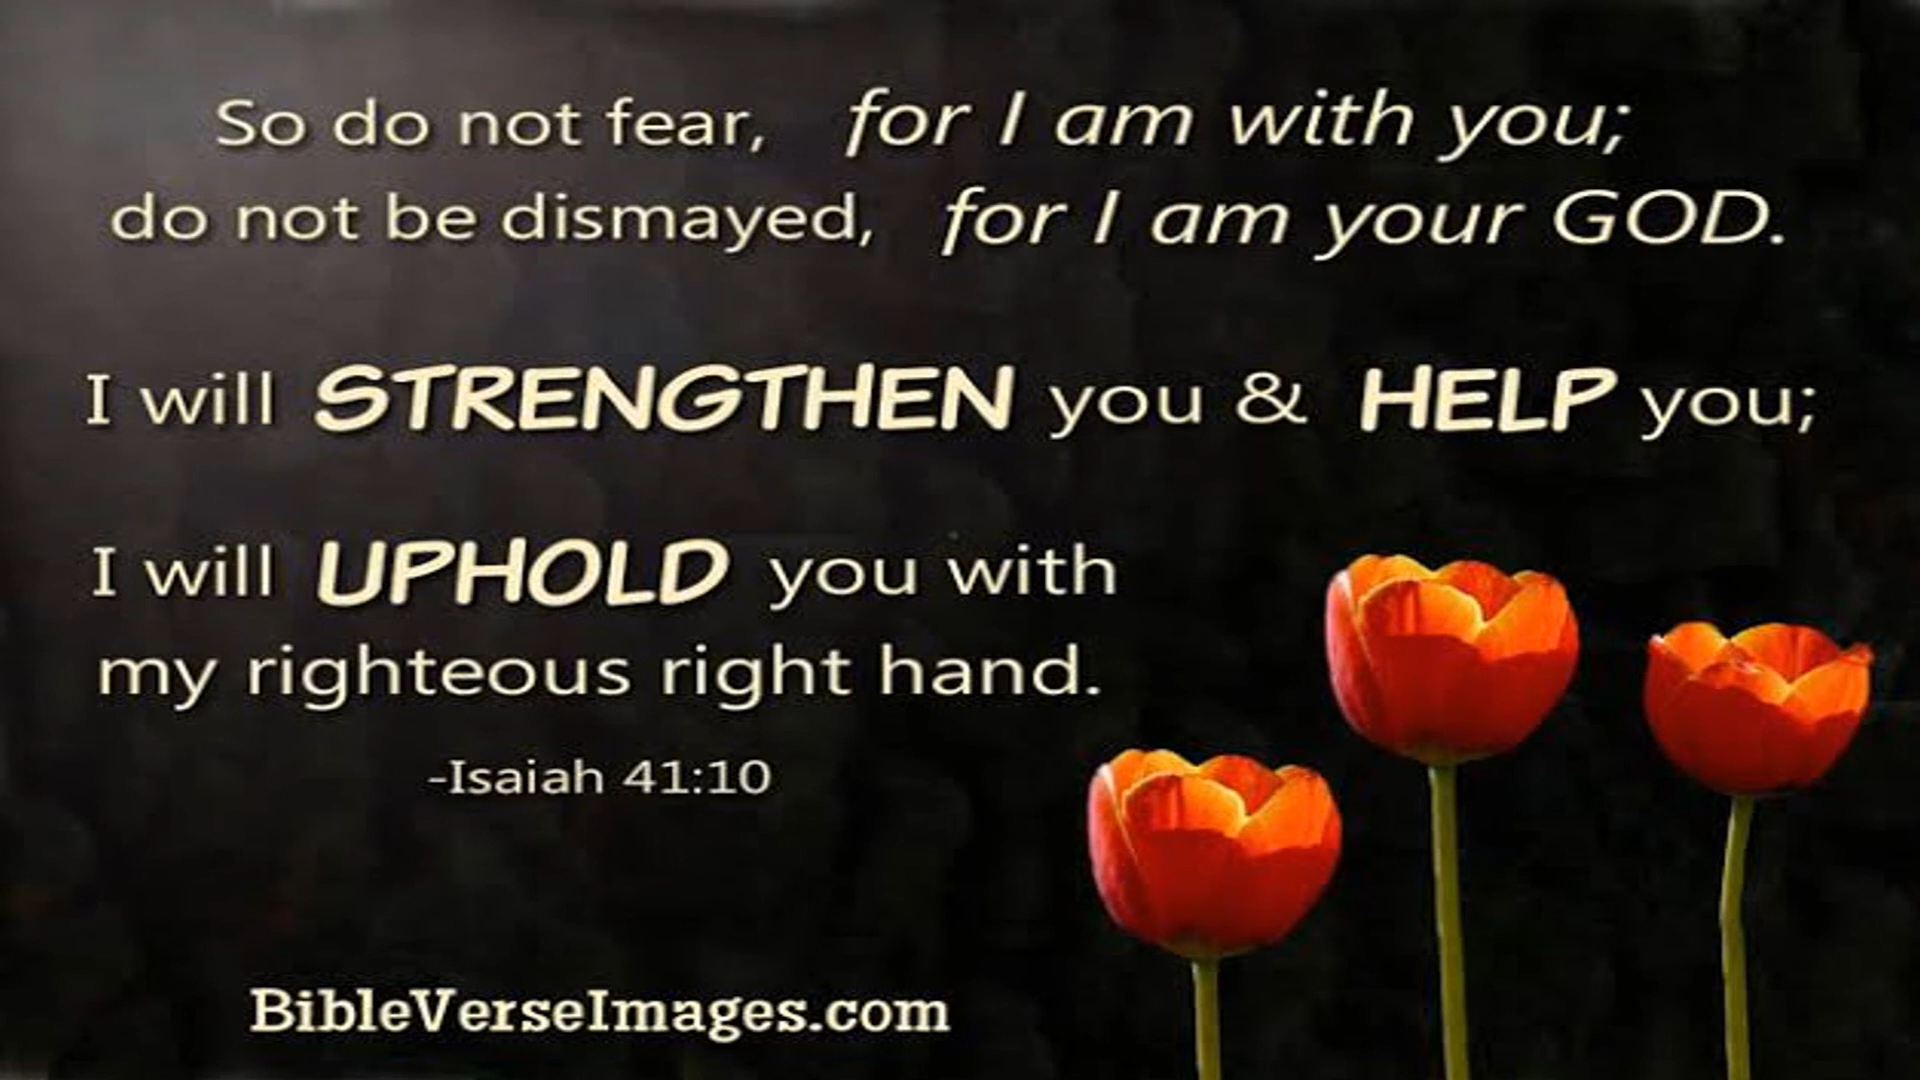 So do not fear, for I am with you;
do not be dismayed, for I am your GOD.
I will STRENGTHEN you & HELP you;
I will UPHOLD you with
my righteous right hand.
-Isaiah 41:10
BibleVerseImages.com